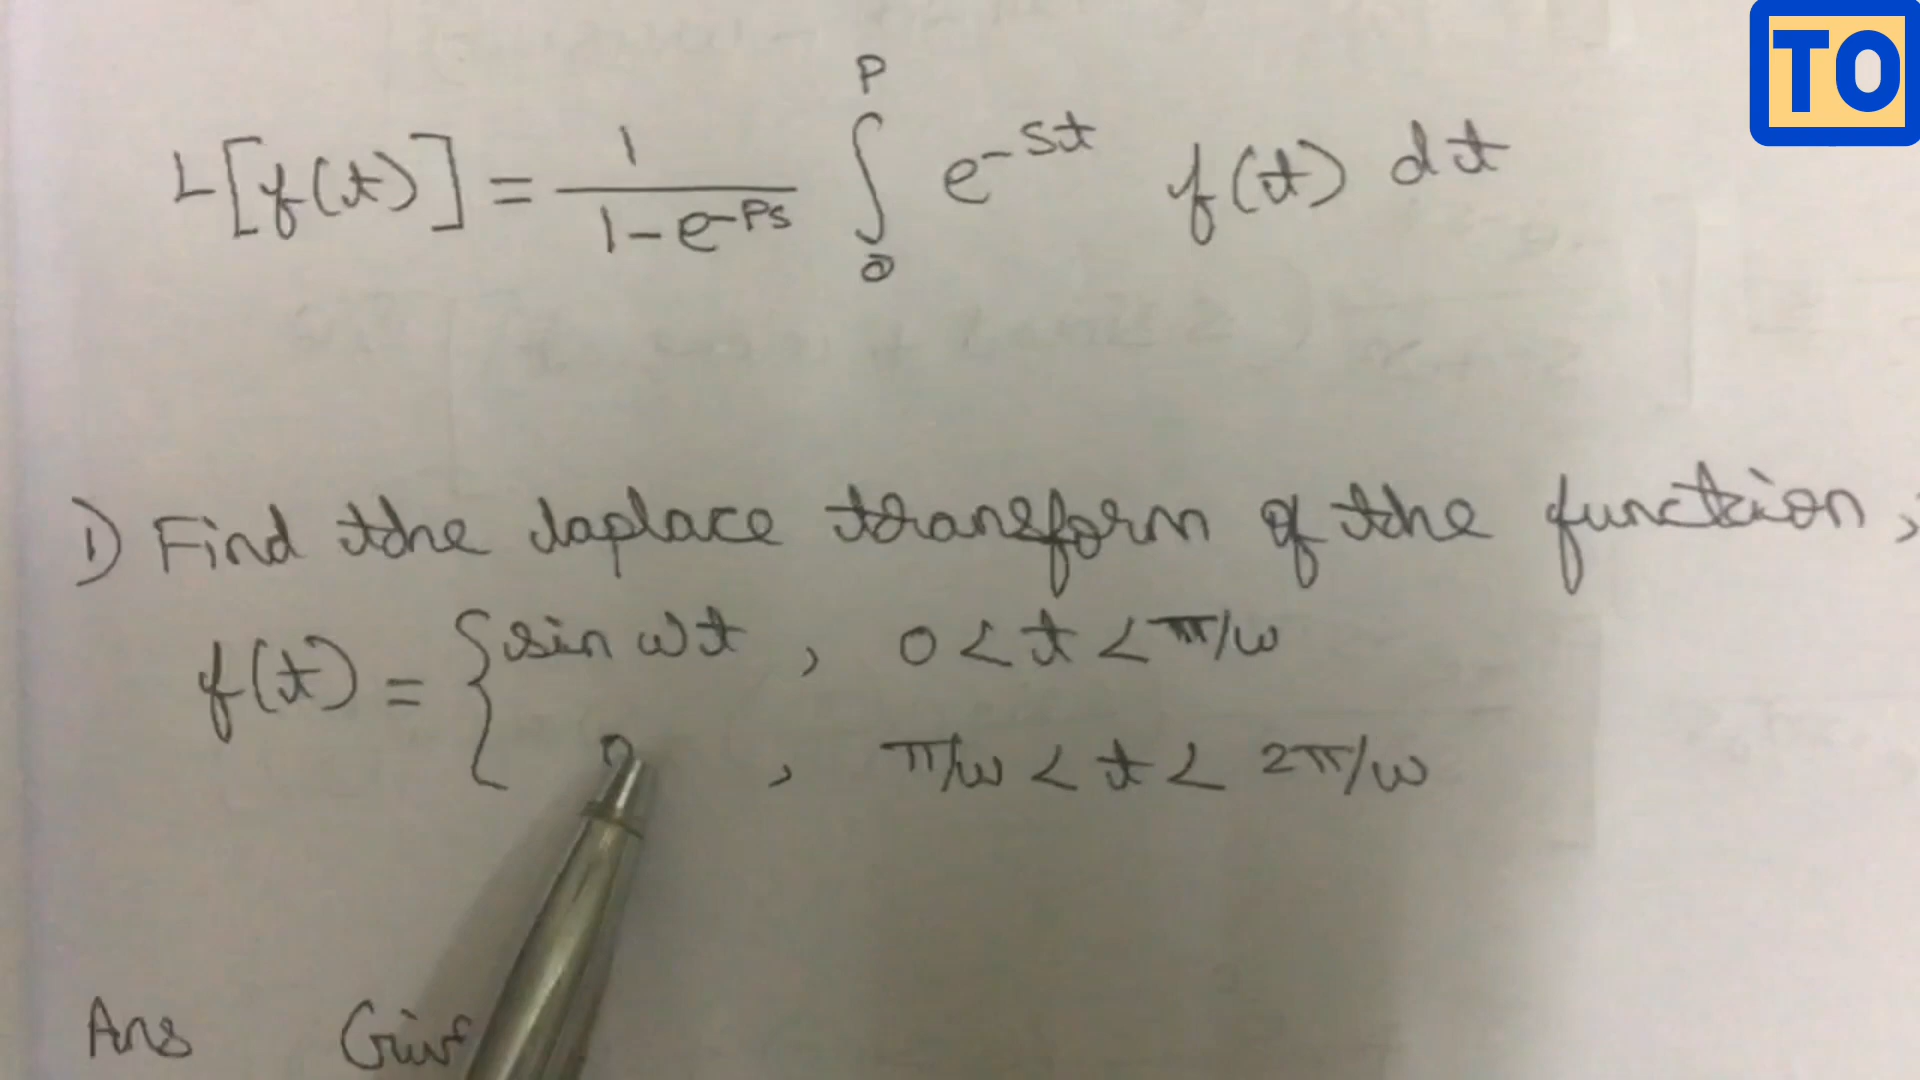 TO
L[f(t)] = 1/(1-e^-Ps) ∫₀^P e^-st f(t) dt
1) Find the laplace transform of the function,
f(t) = { sin ωt , 0 < t < π/ω
0 , π/ω < t < 2π/ω
Ans